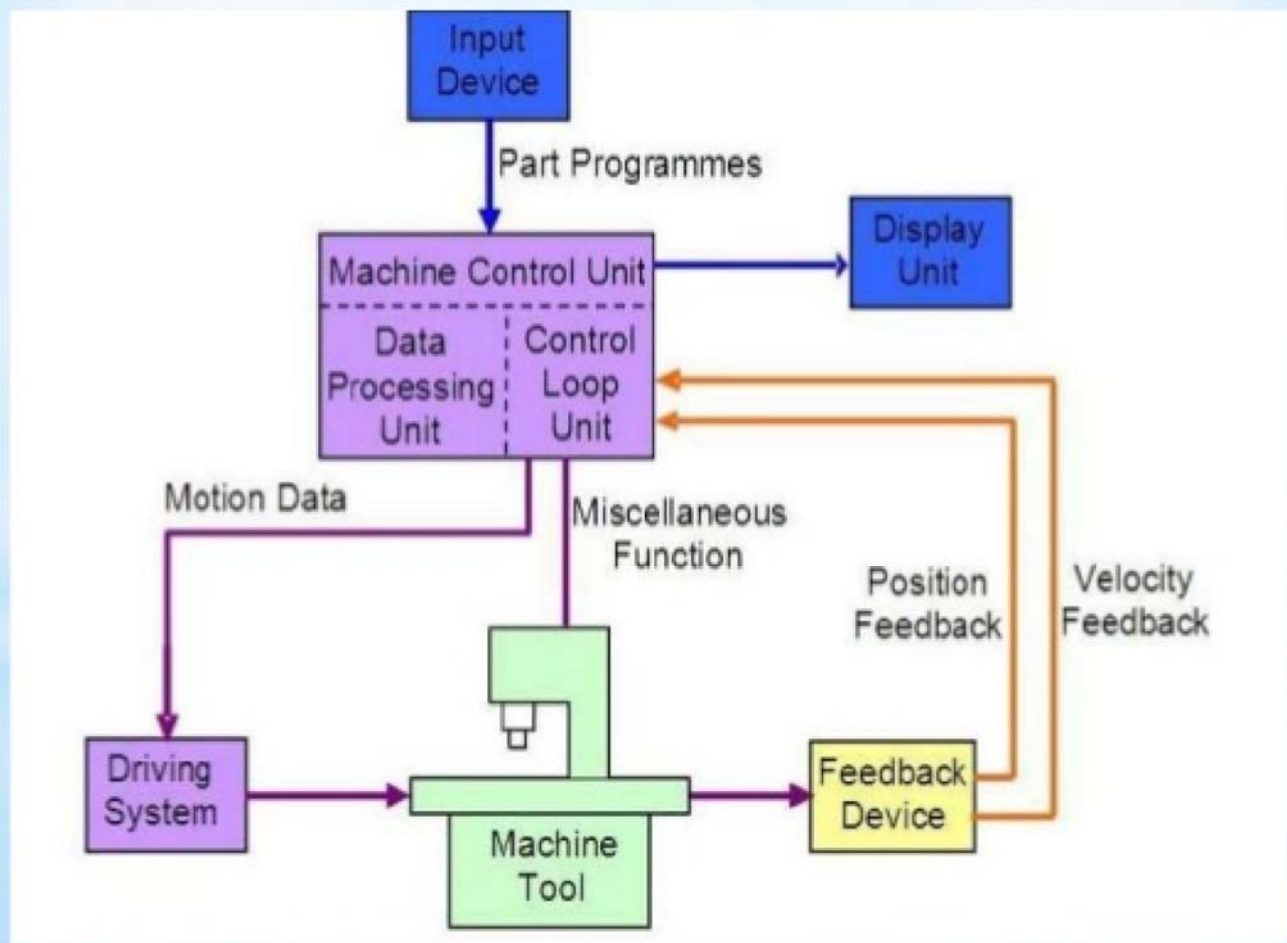 Input
Device
Part Programmes
Machine Control Unit
Display
Unit
Data
Processing
Unit
Control
Loop
Unit
Motion Data
Miscellaneous
Function
Position
Feedback
Velocity
Feedback
Driving
System
Machine
Tool
Feedback
Device